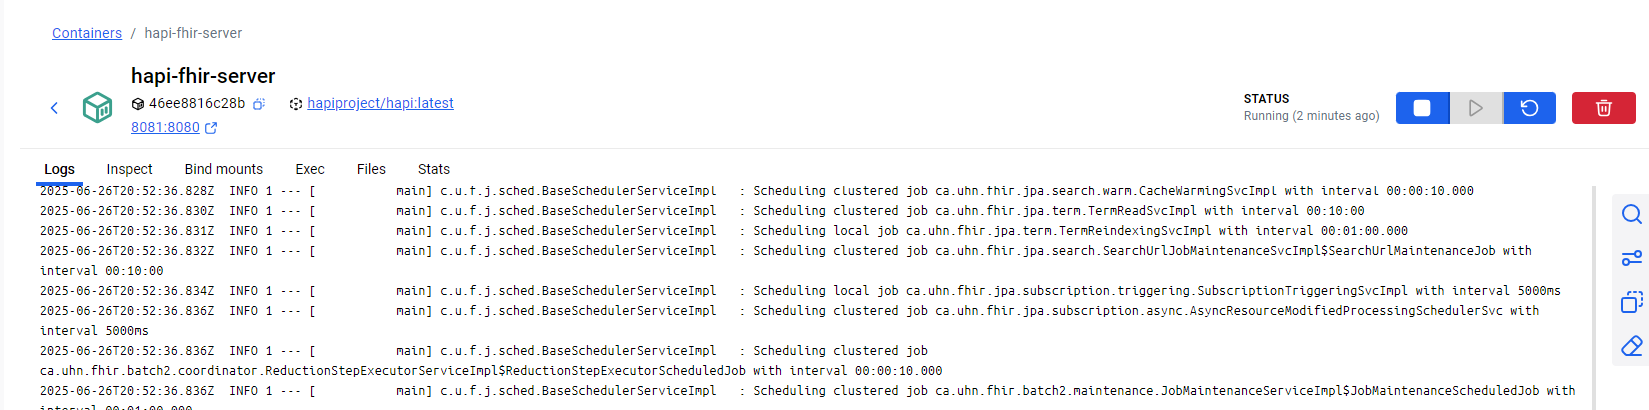 Containers / hapi-fhir-server
hapi-fhir-server
46ee8816c28b hapiproject/hapi:latest
8081:8080
STATUS
Running (2 minutes ago)
Logs Inspect Bind mounts Exec Files Stats
2025-06-26T20:52:36.828Z  INFO 1 --- [           main] c.u.f.j.sched.BaseSchedulerServiceImpl   : Scheduling clustered job ca.uhn.fhir.jpa.search.warm.CacheWarmingSvcImpl with interval 00:00:10.000
2025-06-26T20:52:36.830Z  INFO 1 --- [           main] c.u.f.j.sched.BaseSchedulerServiceImpl   : Scheduling clustered job ca.uhn.fhir.jpa.term.TermReadSvcImpl with interval 00:10:00
2025-06-26T20:52:36.831Z  INFO 1 --- [           main] c.u.f.j.sched.BaseSchedulerServiceImpl   : Scheduling local job ca.uhn.fhir.jpa.term.TermReindexingSvcImpl with interval 00:01:00.000
2025-06-26T20:52:36.832Z  INFO 1 --- [           main] c.u.f.j.sched.BaseSchedulerServiceImpl   : Scheduling clustered job ca.uhn.fhir.jpa.search.SearchUrlJobMaintenanceSvcImpl$SearchUrlMaintenanceJob with
interval 00:10:00
2025-06-26T20:52:36.834Z  INFO 1 --- [           main] c.u.f.j.sched.BaseSchedulerServiceImpl   : Scheduling local job ca.uhn.fhir.jpa.subscription.triggering.SubscriptionTriggeringSvcImpl with interval 5000ms
2025-06-26T20:52:36.836Z  INFO 1 --- [           main] c.u.f.j.sched.BaseSchedulerServiceImpl   : Scheduling clustered job ca.uhn.fhir.jpa.subscription.async.AsyncResourceModifiedProcessingSchedulerSvc with
interval 5000ms
2025-06-26T20:52:36.836Z  INFO 1 --- [           main] c.u.f.j.sched.BaseSchedulerServiceImpl   : Scheduling clustered job
ca.uhn.fhir.batch2.coordinator.ReductionStepExecutorServiceImpl$ReductionStepExecutorScheduledJob with interval 00:00:10.000
2025-06-26T20:52:36.836Z  INFO 1 --- [           main] c.u.f.j.sched.BaseSchedulerServiceImpl   : Scheduling clustered job ca.uhn.fhir.batch2.maintenance.JobMaintenanceServiceImpl$JobMaintenanceScheduledJob with
interval 00:01:00.000